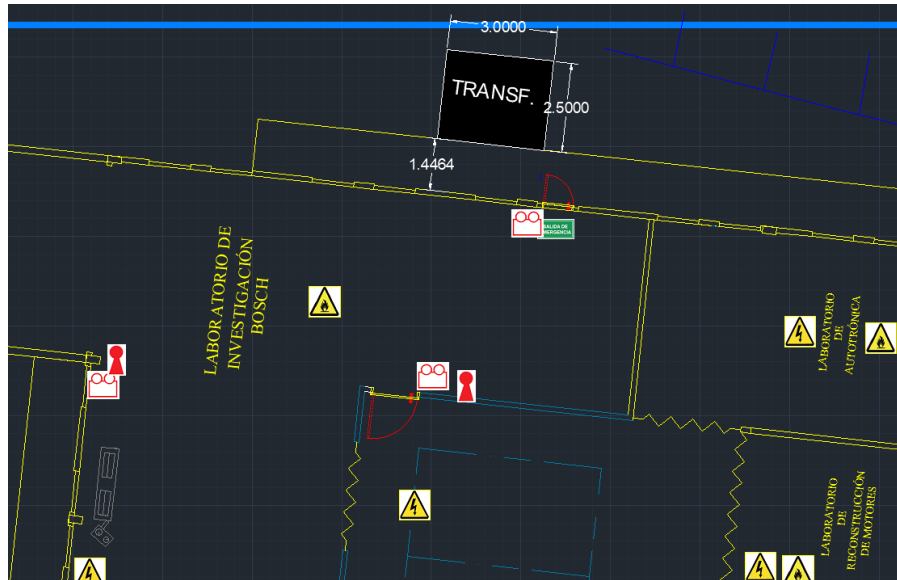 3.0000
TRANSF.
2.5000
1.4464
SALIDA DE
EMERGENCIA
LABORATORIO DE
INVESTIGACIÓN
BOSCH
LABORATORIO
DE
AUTOTRÓNICA
LABORATORIO
DE
RECONSTRUCCIÓN
DE MOTORES